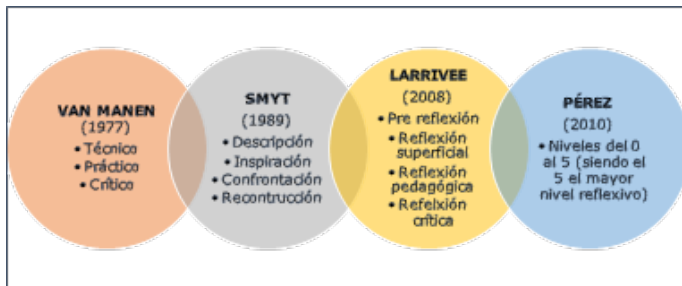 VAN MANEN
(1977)
• Técnico
• Práctico
• Crítico
SMYT
(1989)
• Descripción
• Inspiración
• Confrontación
• Recontrucción
LARRIVEE
(2008)
• Pre reflexión
• Reflexión
superficial
• Reflexión
pedagógica
• Refelxión
crítica
PÉREZ
(2010)
• Niveles del 0
al 5 (siendo el
5 el mayor
nivel reflexivo)